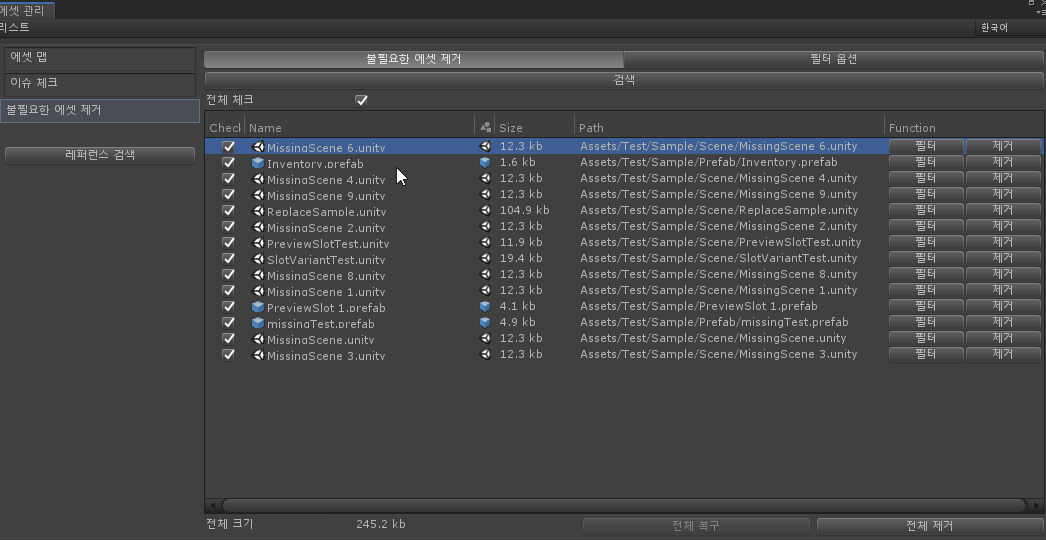 에셋 관리
리스트
한국어
에셋 맵
이슈 체크
불필요한 에셋 제거
레퍼런스 검색
불필요한 에셋 제거 필터 옵션
검색
전체 체크
Check Name Size Path Function
MissingScene 6.unity 12.3 kb Assets/Test/Sample/Scene/MissingScene 6.unity 필터 제거
Inventory.prefab 1.6 kb Assets/Test/Sample/Prefab/Inventory.prefab 필터 제거
MissingScene 4.unity 12.3 kb Assets/Test/Sample/Scene/MissingScene 4.unity 필터 제거
MissingScene 9.unity 12.3 kb Assets/Test/Sample/Scene/MissingScene 9.unity 필터 제거
ReplaceSample.unity 104.9 kb Assets/Test/Sample/Scene/ReplaceSample.unity 필터 제거
MissingScene 2.unity 12.3 kb Assets/Test/Sample/Scene/MissingScene 2.unity 필터 제거
PreviewSlotTest.unity 11.9 kb Assets/Test/Sample/Scene/PreviewSlotTest.unity 필터 제거
SlotVariantTest.unity 19.4 kb Assets/Test/Sample/Scene/SlotVariantTest.unity 필터 제거
MissingScene 8.unity 12.3 kb Assets/Test/Sample/Scene/MissingScene 8.unity 필터 제거
MissingScene 1.unity 12.3 kb Assets/Test/Sample/Scene/MissingScene 1.unity 필터 제거
PreviewSlot 1.prefab 4.1 kb Assets/Test/Sample/PreviewSlot 1.prefab 필터 제거
missingTest.prefab 4.9 kb Assets/Test/Sample/Prefab/missingTest.prefab 필터 제거
MissingScene.unity 12.3 kb Assets/Test/Sample/Scene/MissingScene.unity 필터 제거
MissingScene 3.unity 12.3 kb Assets/Test/Sample/Scene/MissingScene 3.unity 필터 제거
전체 크기 245.2 kb 전체 복구 전체 제거